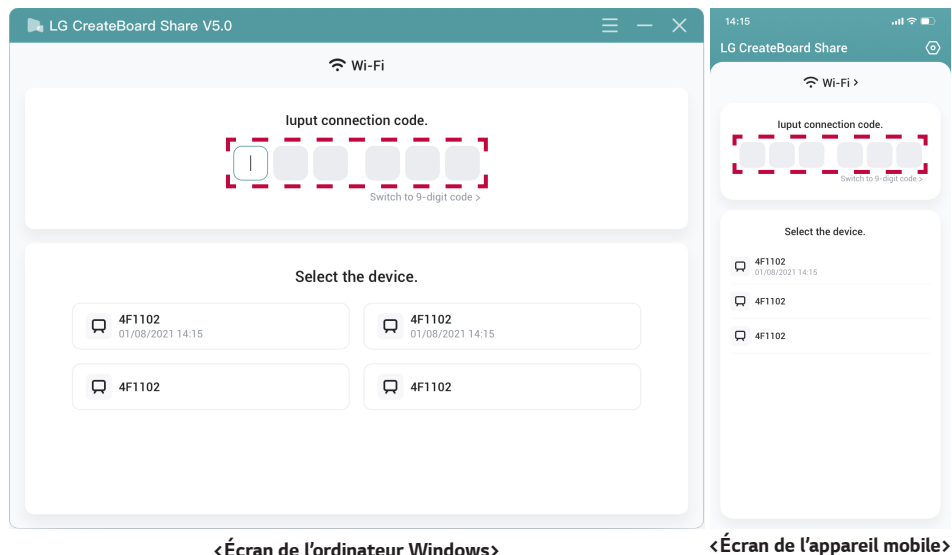 LG CreateBoard Share V5.0
Wi-Fi
Iuput connection code.
Switch to 9-digit code >
Select the device.
4F1102
01/08/2021 14:15
4F1102
01/08/2021 14:15
4F1102
4F1102
<Écran de l'ordinateur Windows>
14:15
LG CreateBoard Share
Wi-Fi >
Iuput connection code.
Switch to 9-digit code >
Select the device.
4F1102
01/08/2021 14:15
4F1102
4F1102
<Écran de l'appareil mobile>